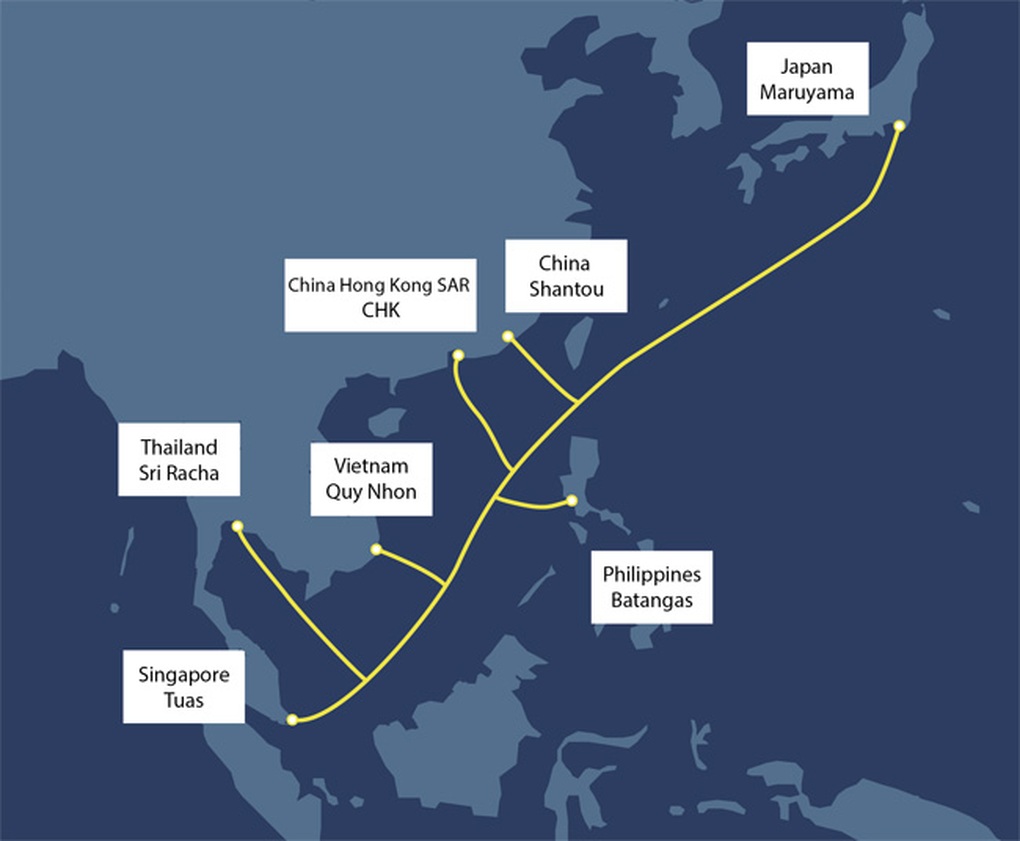 Japan
Maruyama
China
Shantou
China Hong Kong SAR
CHK
Thailand
Sri Racha
Vietnam
Quy Nhon
Philippines
Batangas
Singapore
Tuas